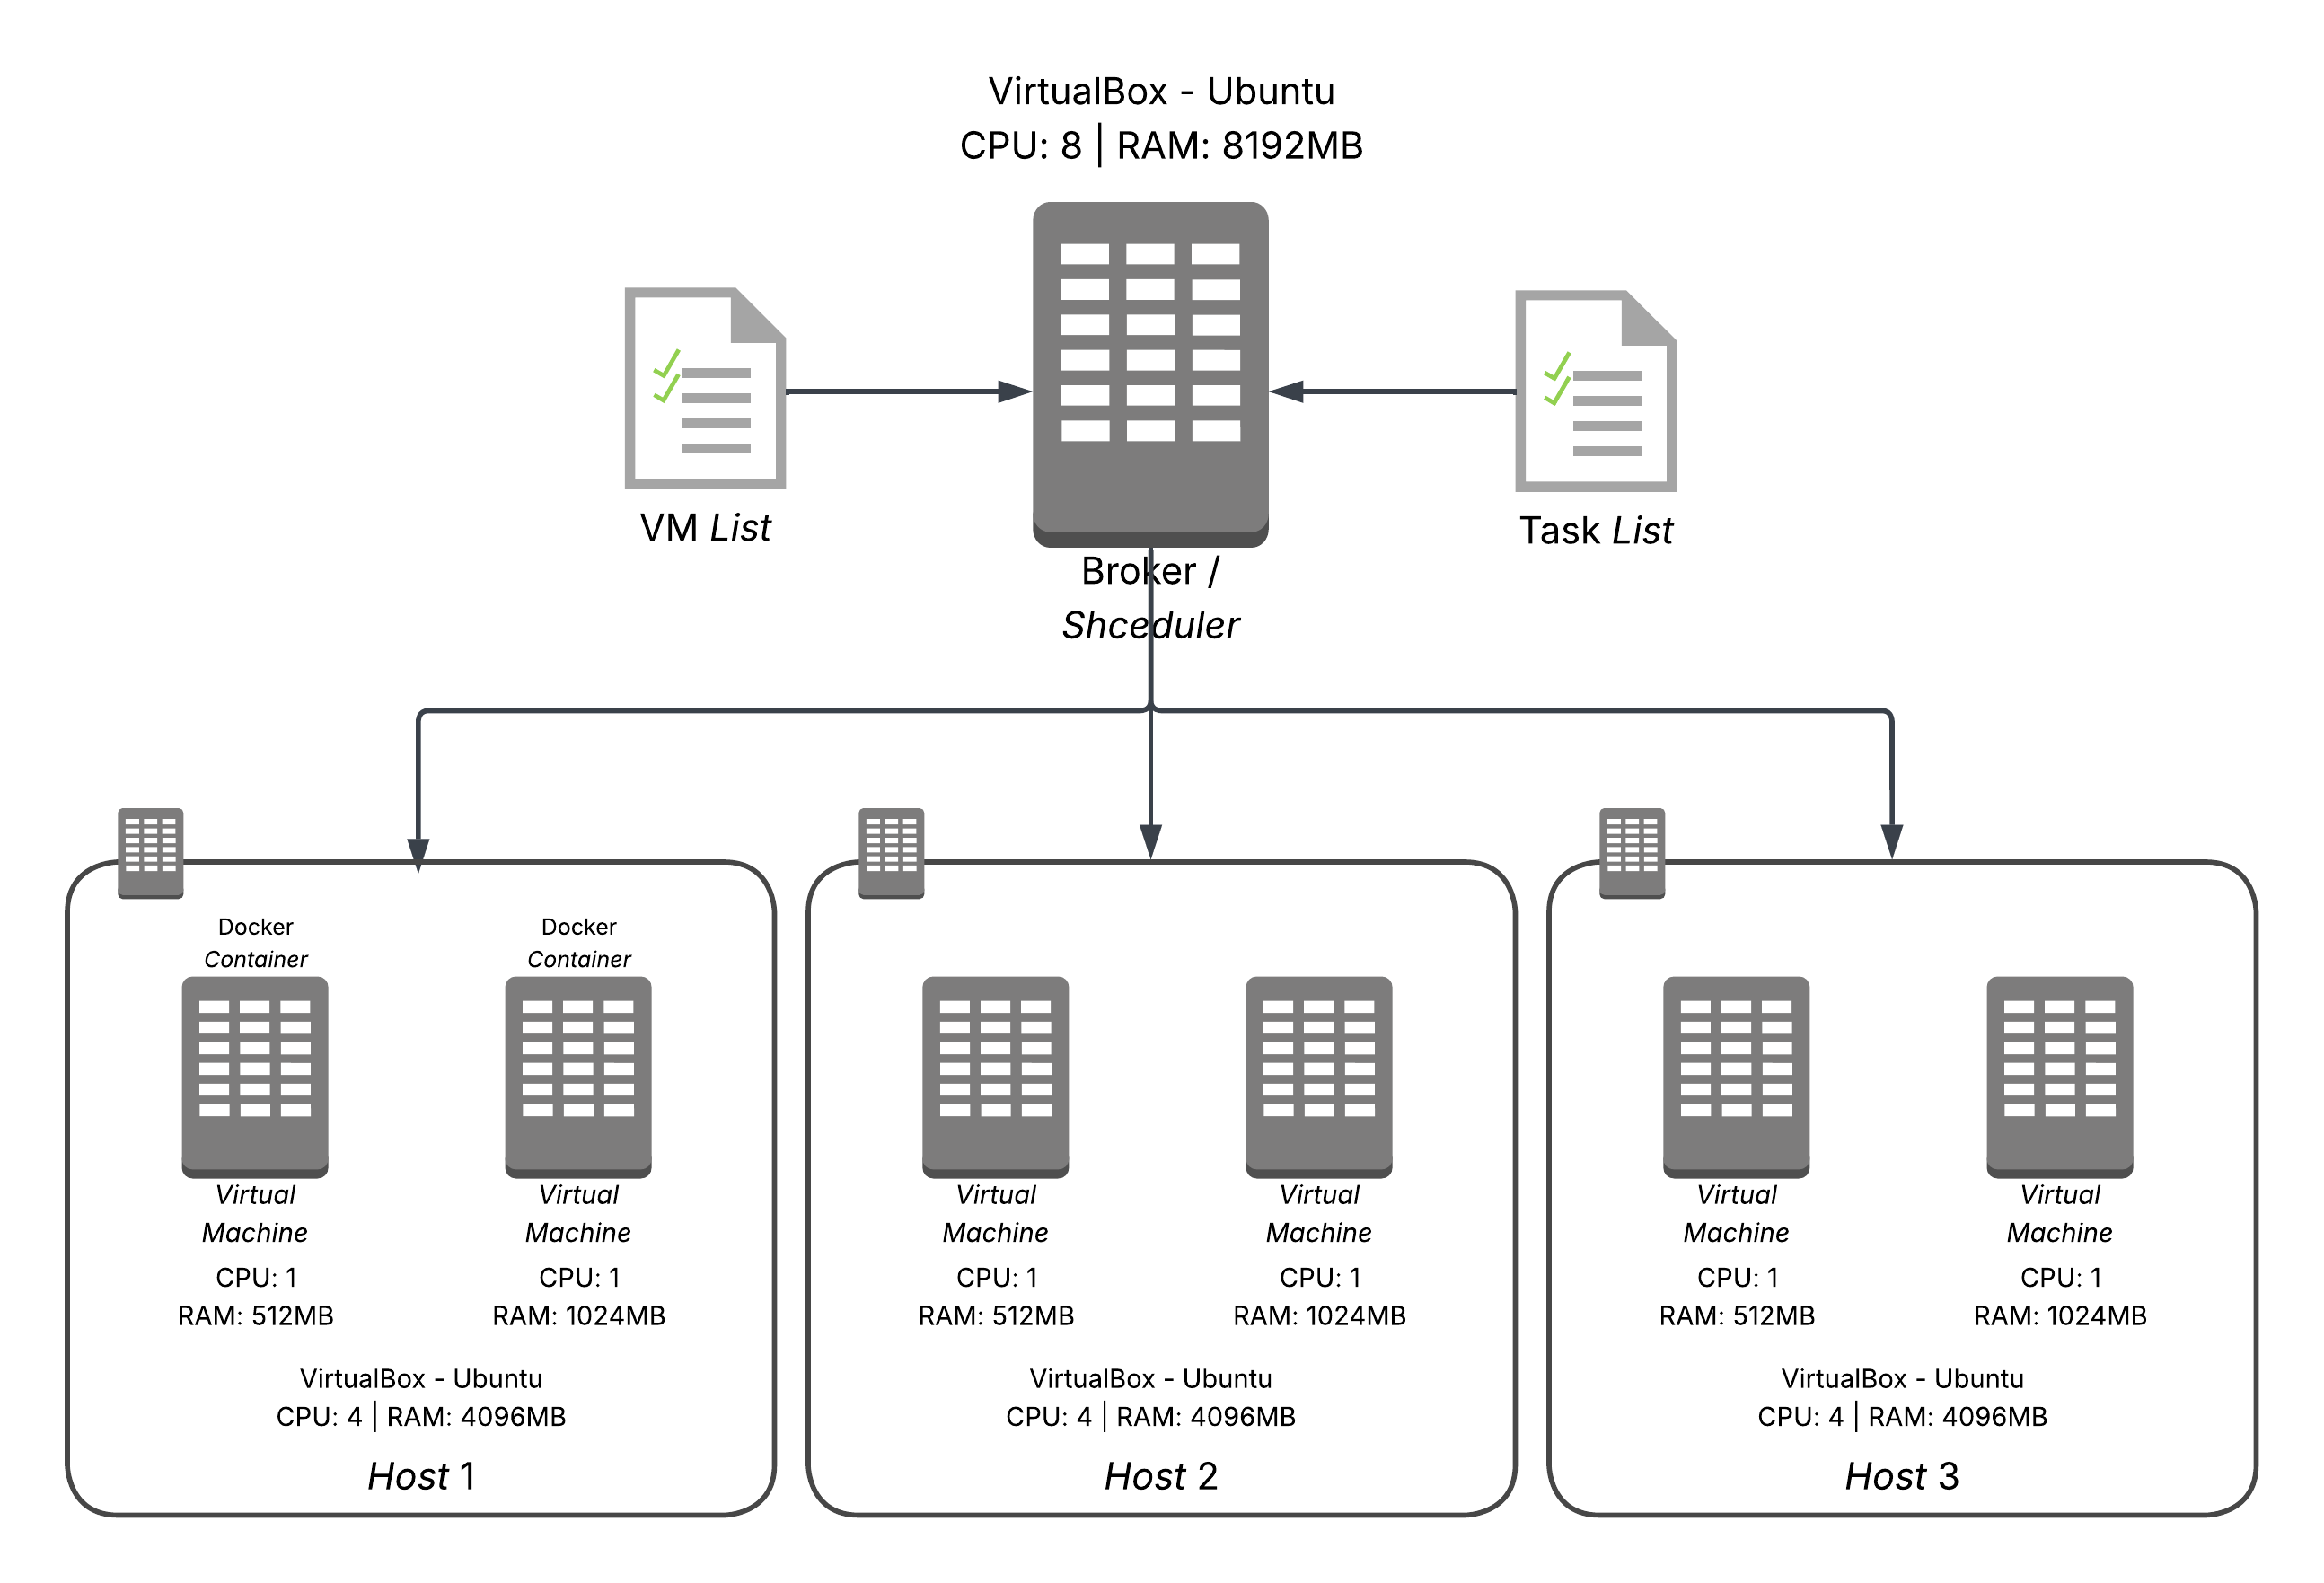 VirtualBox - Ubuntu
CPU: 8 | RAM: 8192MB
VM List
Task List
Broker /
Shceduler
Docker
Container
Docker
Container
Virtual
Machine
CPU: 1
RAM: 512MB
Virtual
Machine
CPU: 1
RAM: 1024MB
VirtualBox - Ubuntu
CPU: 4 | RAM: 4096MB
Host 1
Virtual
Machine
CPU: 1
RAM: 512MB
Virtual
Machine
CPU: 1
RAM: 1024MB
VirtualBox - Ubuntu
CPU: 4 | RAM: 4096MB
Host 2
Virtual
Machine
CPU: 1
RAM: 512MB
Virtual
Machine
CPU: 1
RAM: 1024MB
VirtualBox - Ubuntu
CPU: 4 | RAM: 4096MB
Host 3